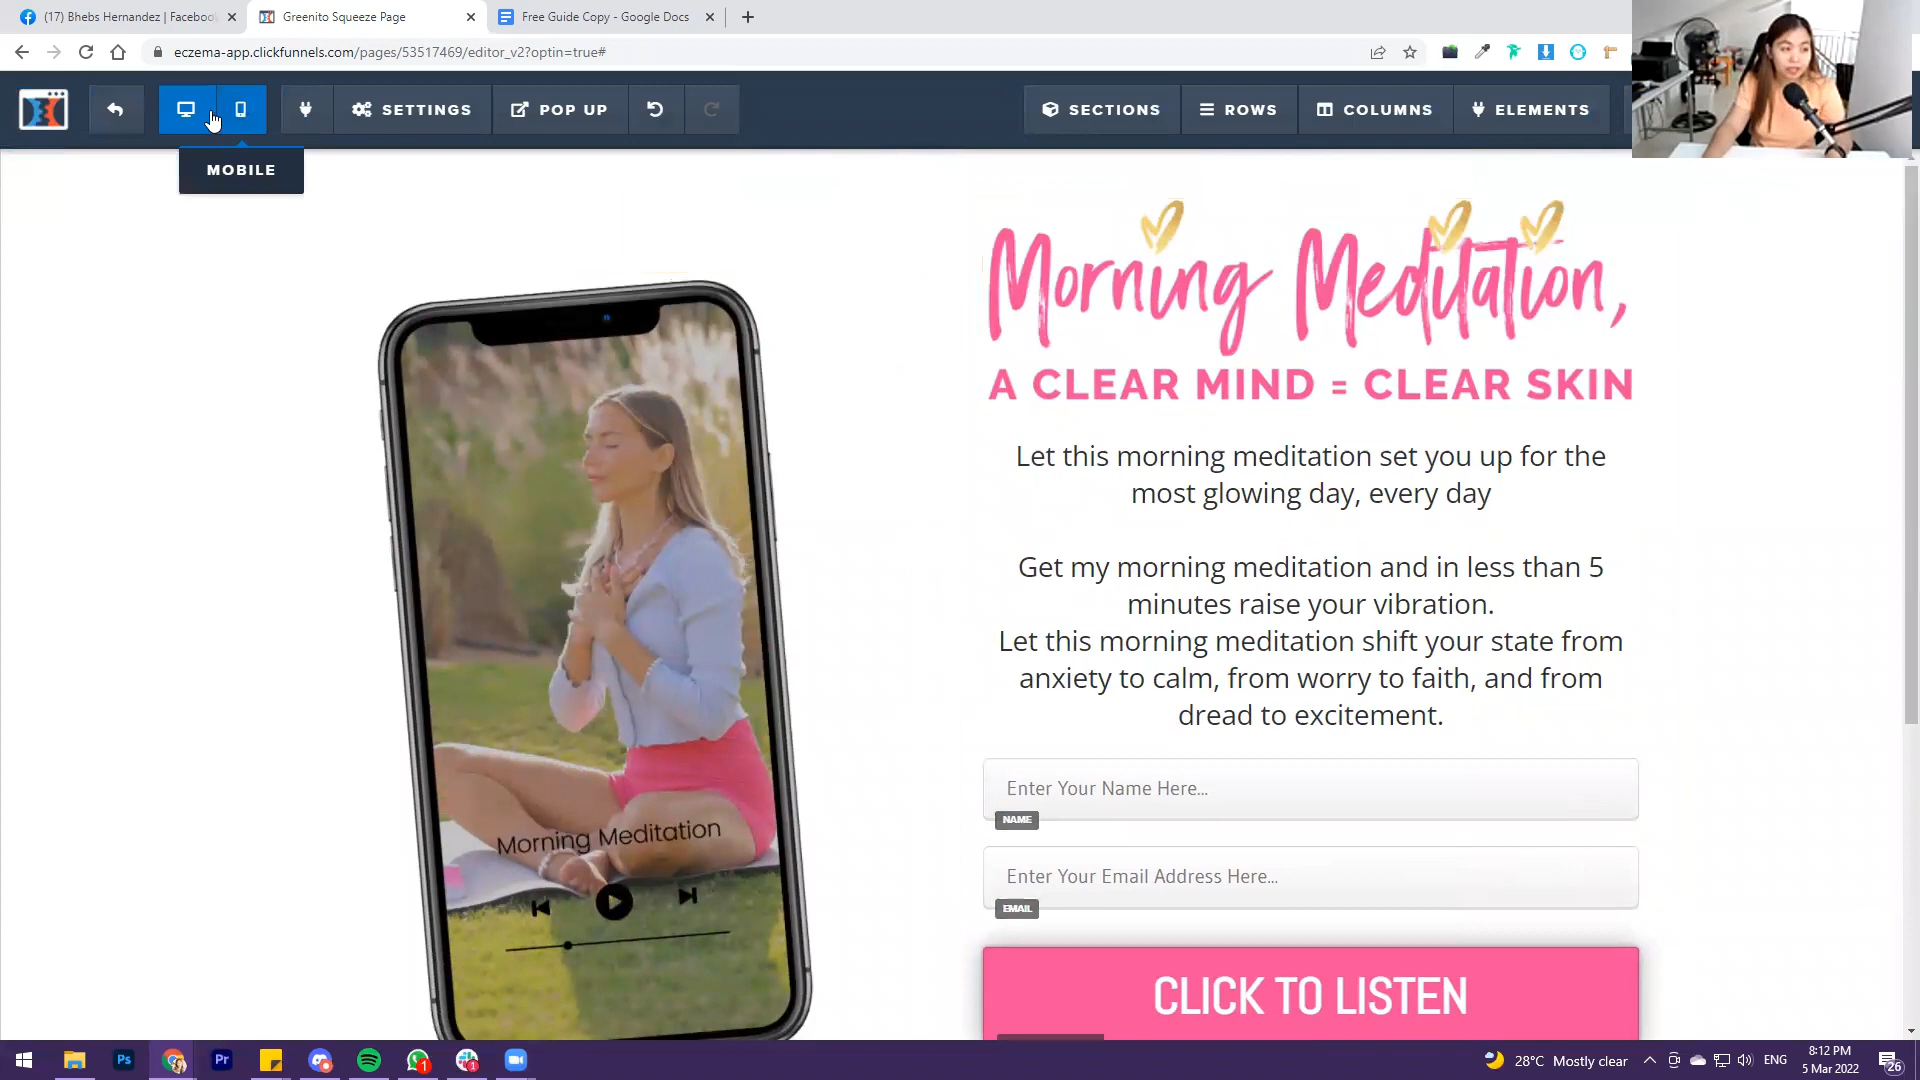 (17) Bhebs Hernandez | Faceboo
Greenito Squeeze Page
Free Guide Copy - Google Docs
eczema-app.clickfunnels.com/pages/53517469/editor_v2?optin=true#
SETTINGS
POP UP
SECTIONS
ROWS
COLUMNS
ELEMENTS
MOBILE
Morning Meditation,
A CLEAR MIND = CLEAR SKIN
Let this morning meditation set you up for the
most glowing day, every day
Get my morning meditation and in less than 5
minutes raise your vibration.
Let this morning meditation shift your state from
anxiety to calm, from worry to faith, and from
dread to excitement.
Enter Your Name Here...
NAME
Enter Your Email Address Here...
EMAIL
CLICK TO LISTEN
Morning Meditation
Ps
Pr
1
1
28°C Mostly clear
ENG
8:12 PM
5 Mar 2022
26